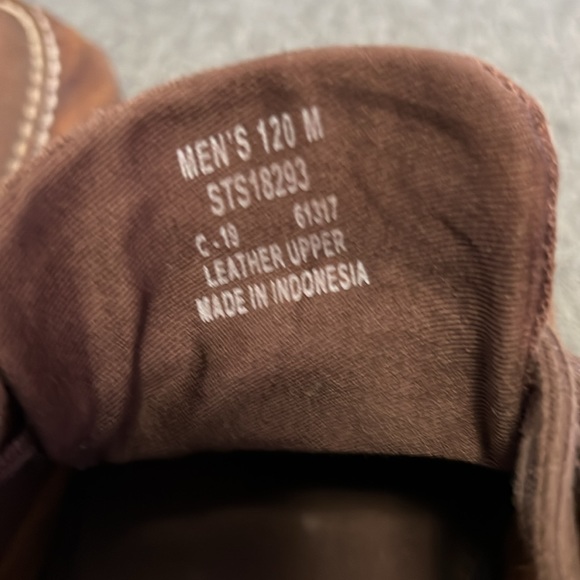 MEN'S 120 M
STS18293
C-19 61317
LEATHER UPPER
MADE IN INDONESIA